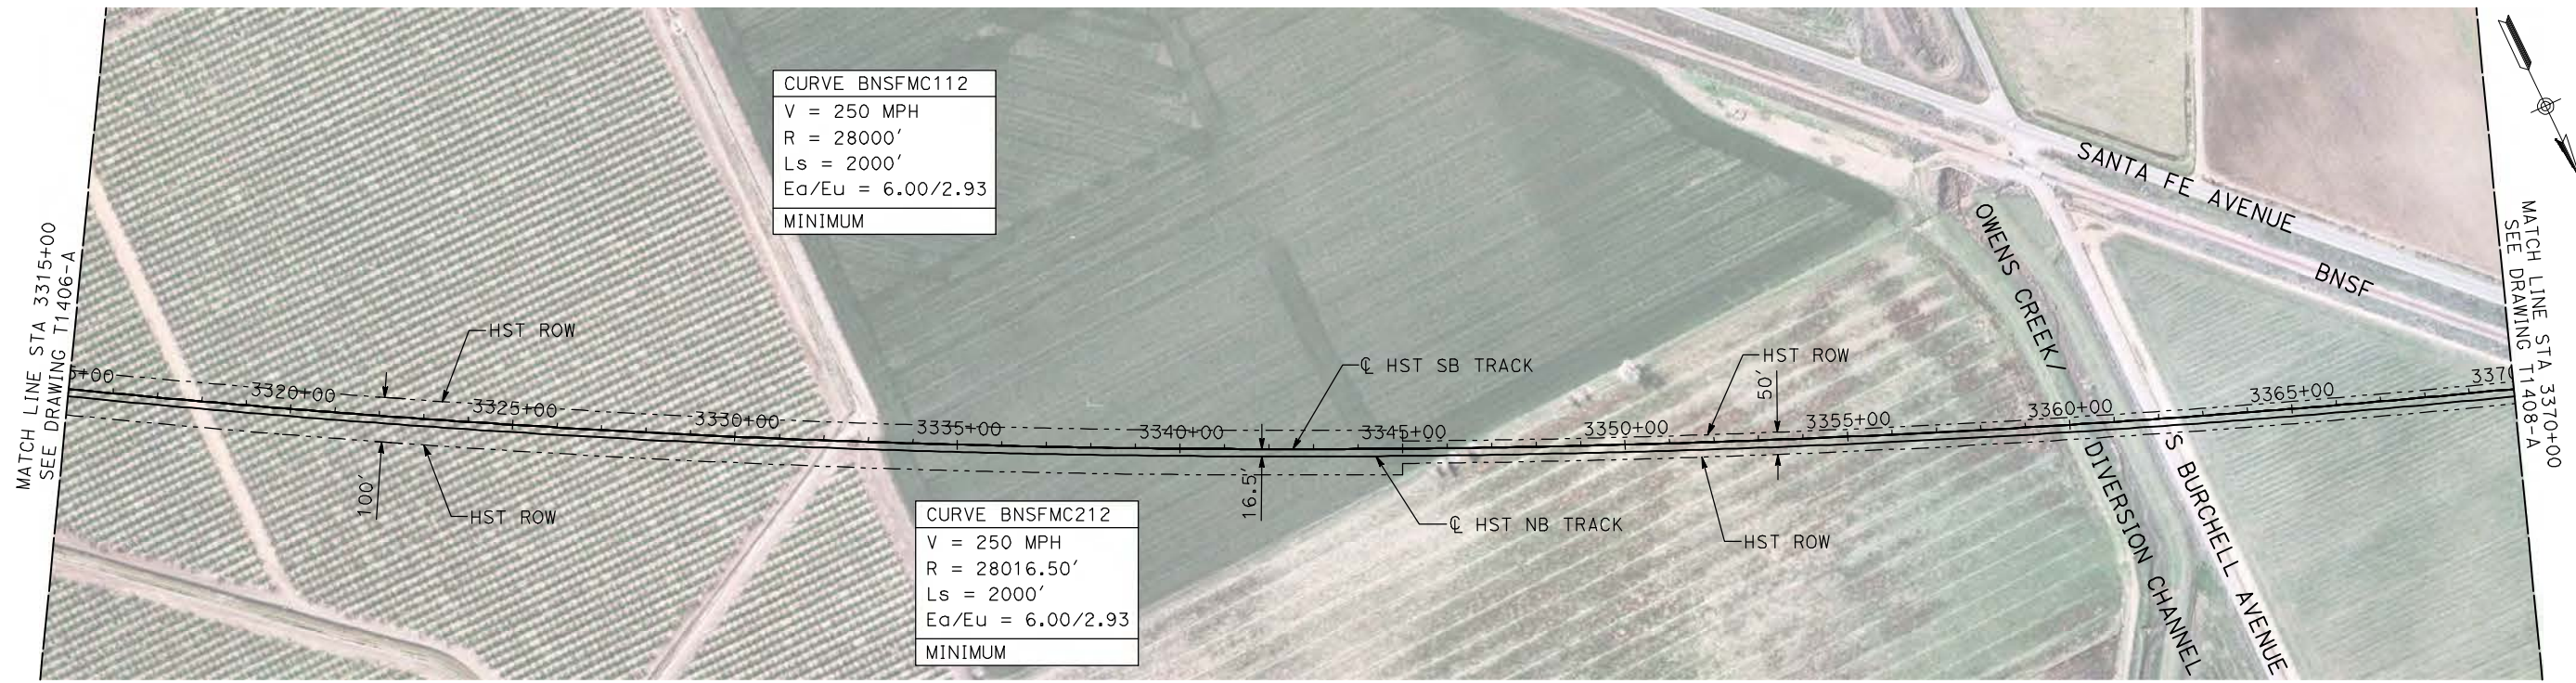 CURVE BNSFMC112
V = 250 MPH
R = 28000'
Ls = 2000'
Ea/Eu = 6.00/2.93
MINIMUM
SANTA FE AVENUE
BNSF
OWENS CREEK/
DIVERSION CHANNEL
S BURCHELL AVENUE
MATCH LINE STA 3315+00
SEE DRAWING T1406-A
MATCH LINE STA 3370+00
SEE DRAWING T1408-A
HST ROW
℄ HST SB TRACK
HST ROW
50'
5+00
3320+00
3325+00
3330+00
3335+00
3340+00
3345+00
3350+00
3355+00
3360+00
3365+00
3370
100'
HST ROW
16.5'
℄ HST NB TRACK
HST ROW
CURVE BNSFMC212
V = 250 MPH
R = 28016.50'
Ls = 2000'
Ea/Eu = 6.00/2.93
MINIMUM